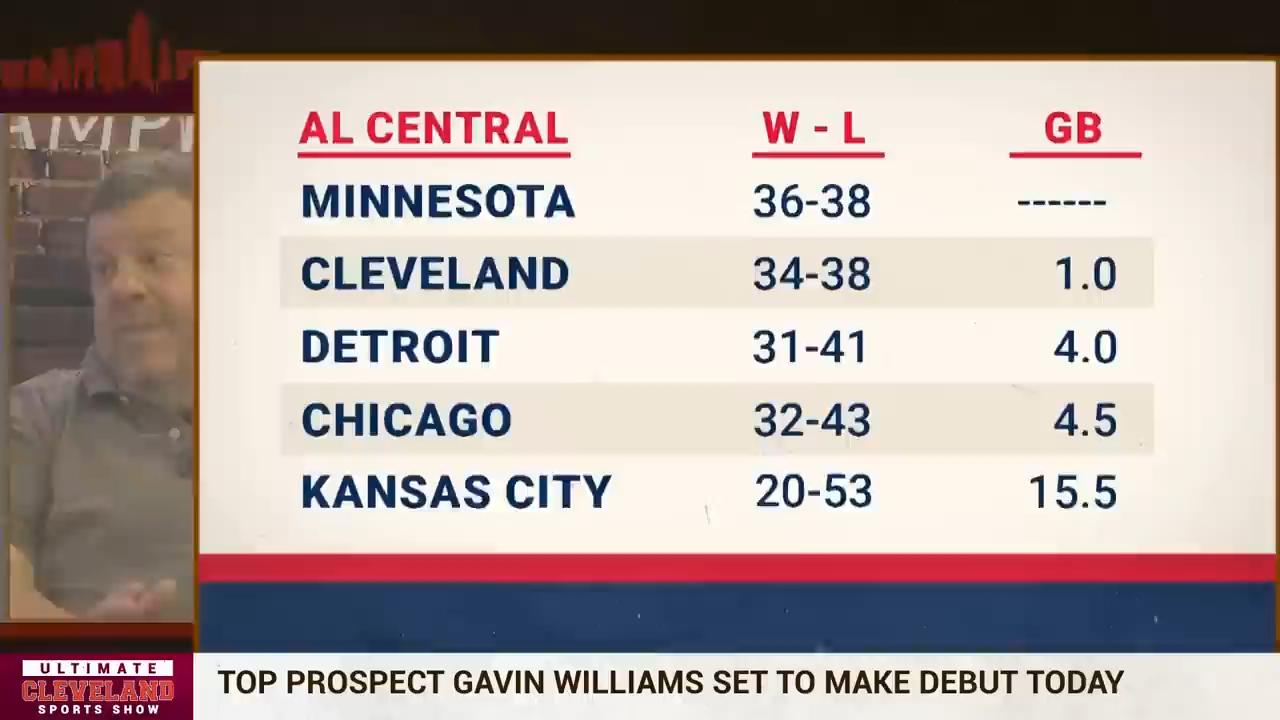 AL CENTRAL W - L GB
MINNESOTA 36-38 ------
CLEVELAND 34-38 1.0
DETROIT 31-41 4.0
CHICAGO 32-43 4.5
KANSAS CITY 20-53 15.5
ULTIMATE
CLEVELAND
SPORTS SHOW
TOP PROSPECT GAVIN WILLIAMS SET TO MAKE DEBUT TODAY